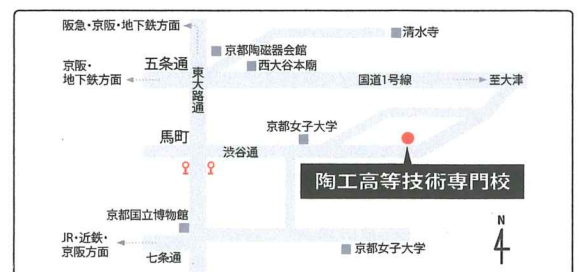 阪急・京阪・地下鉄方面
清水寺
京都陶磁器会館
京阪・
地下鉄方面
五条通
西大谷本廟
東大路通
国道1号線
至大津
馬町
京都女子大学
渋谷通
陶工高等技術専門校
京都国立博物館
N
JR・近鉄・
京阪方面
七条通
京都女子大学